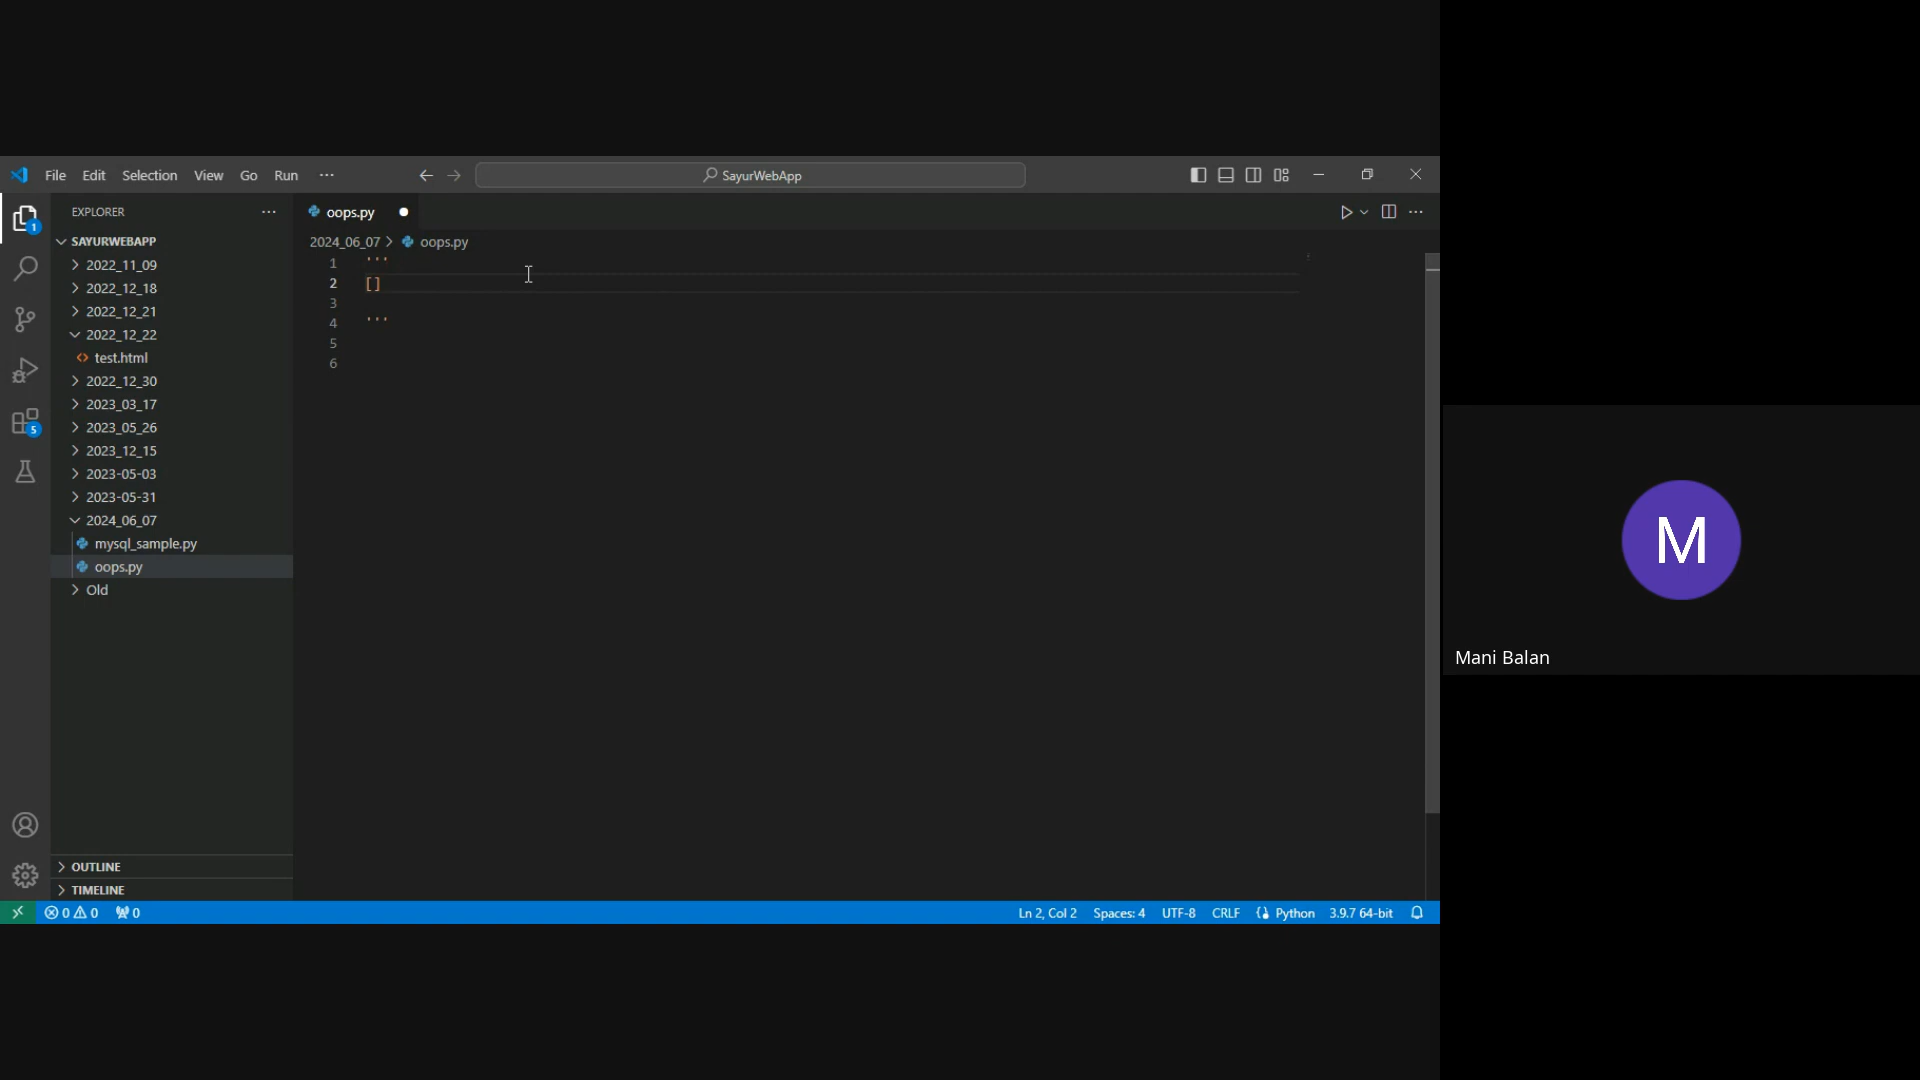 File Edit Selection View Go Run ··· SayurWebApp
EXPLORER ···
oops.py
SAYURWEBAPP
2024_06_07 > oops.py
2022_11_09
2022_12_18
2022_12_21
2022_12_22
test.html
2022_12_30
2023_03_17
2023_05_26
2023_12_15
2023-05-03
2023-05-31
2024_06_07
mysql_sample.py
oops.py
Old
OUTLINE
TIMELINE
1 '''
2 []
3
4 '''
5
6
1
5
0 0 0
Ln 2, Col 2 Spaces: 4 UTF-8 CRLF Python 3.9.7 64-bit
M
Mani Balan